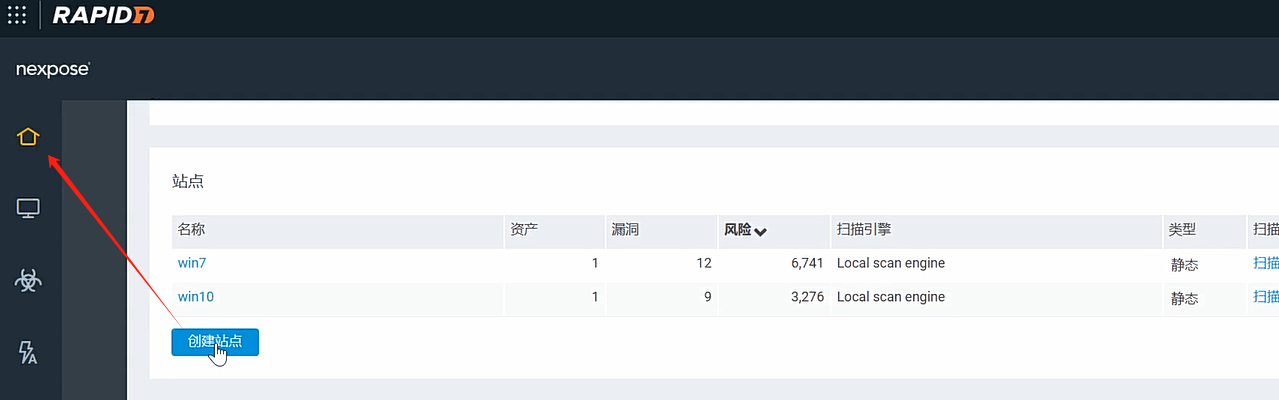 RAPID7
nexpose
站点
名称 资产 漏洞 风险 扫描引擎 类型 扫描
win7 1 12 6,741 Local scan engine 静态 扫描
win10 1 9 3,276 Local scan engine 静态 扫描
创建站点